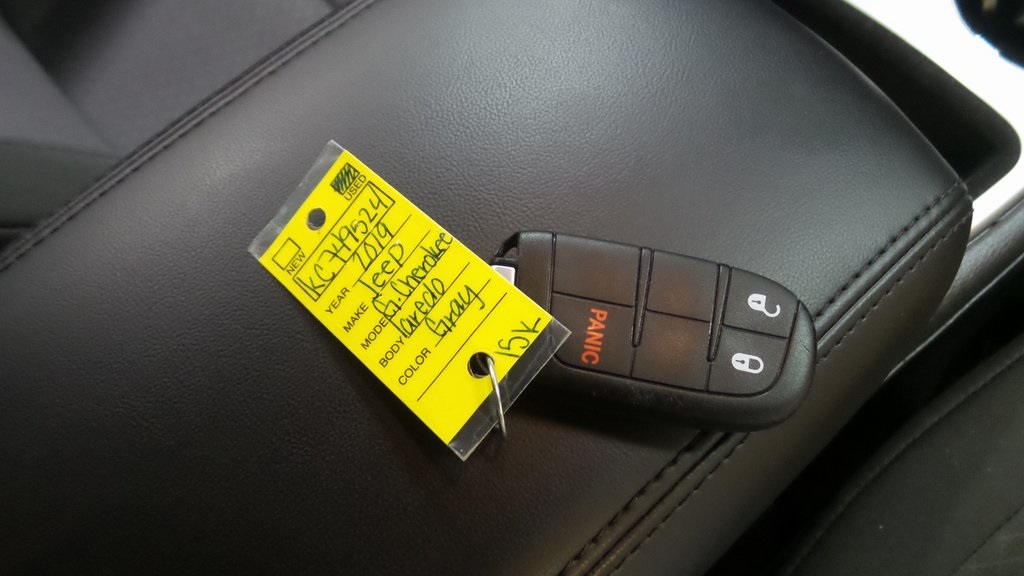 NEW USED
KC749524
YEAR 2019
MAKE Jeep
MODEL Gr. Cherokee
BODY laredo
COLOR Gray
15K
PANIC